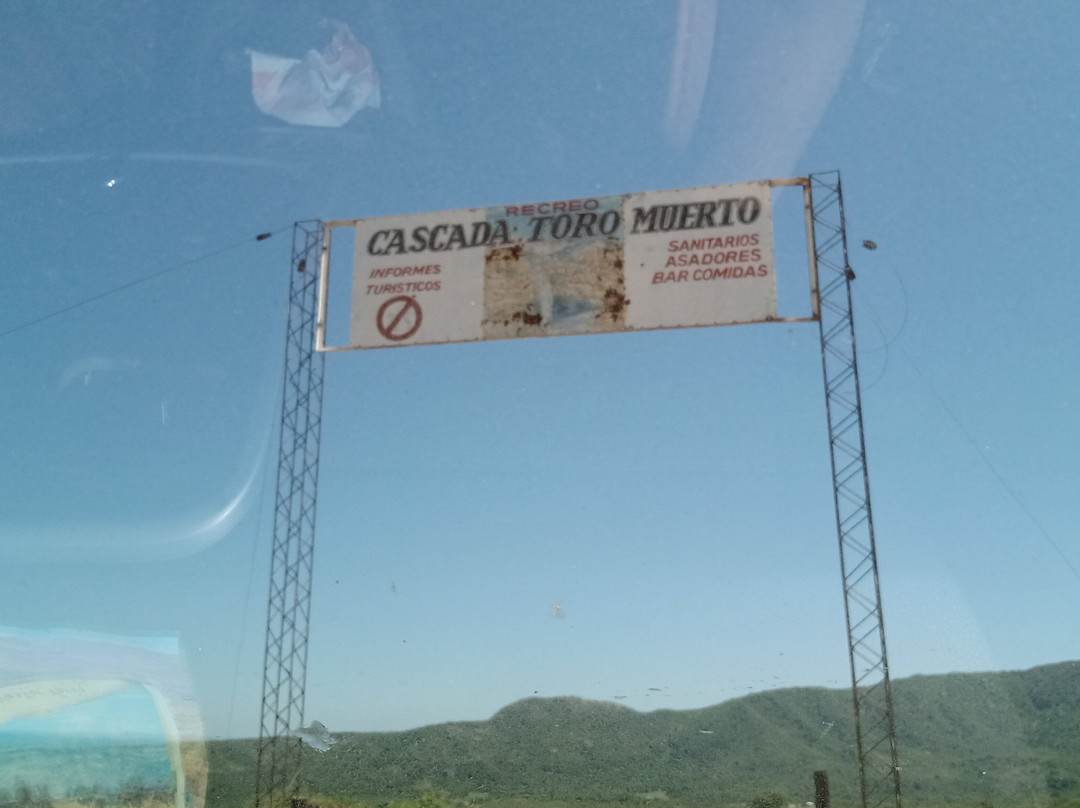 RECREO
CASCADA: TORO MUERTO
INFORMES
TURISTICOS
SANITARIOS
ASADORES
BAR COMIDAS